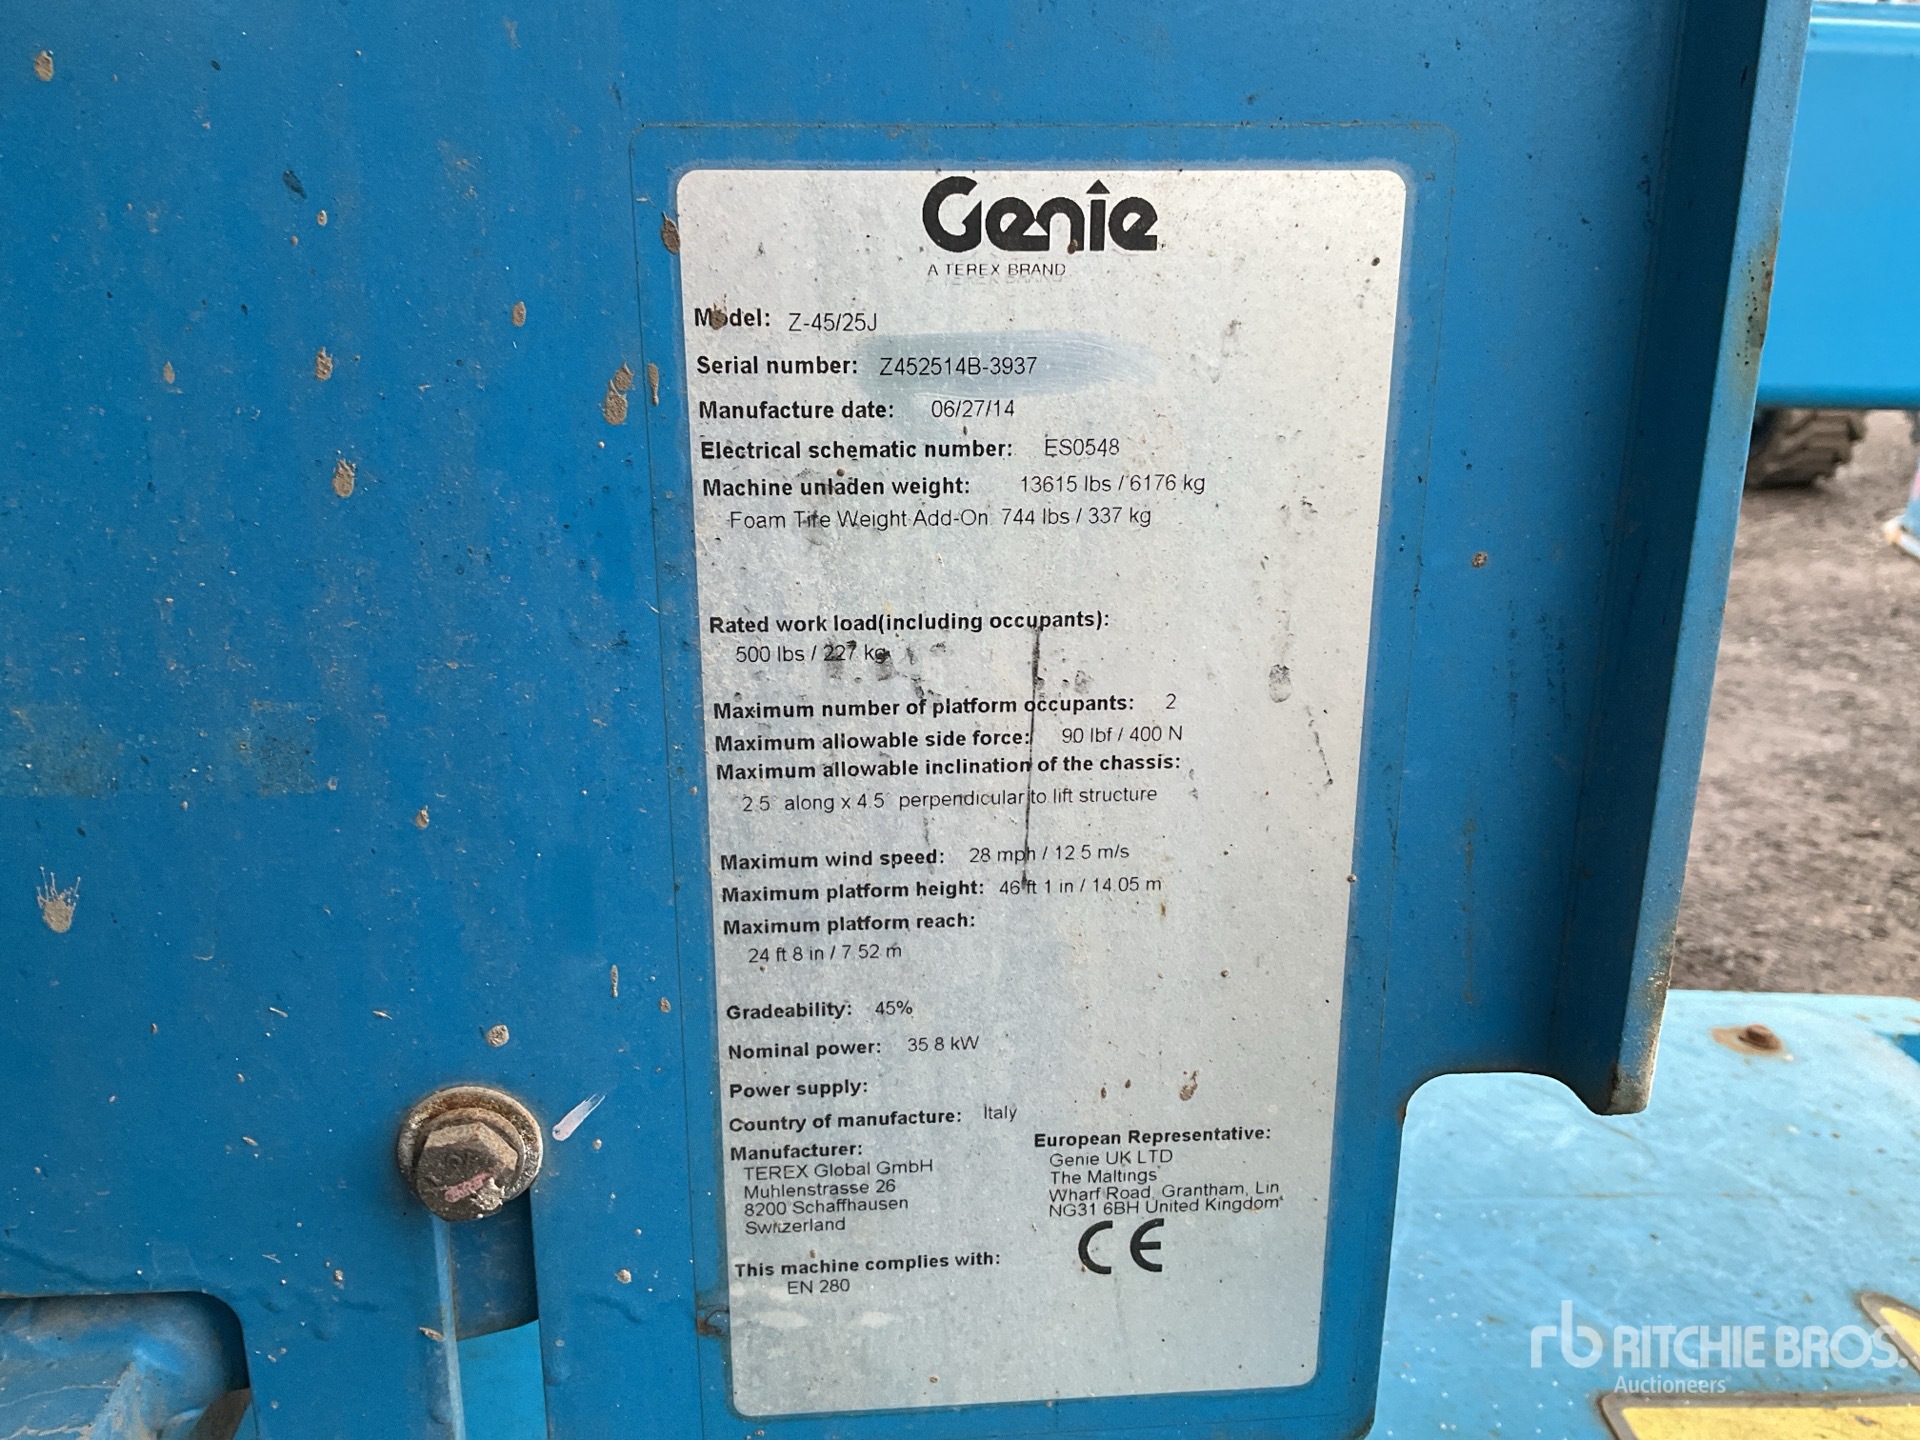 Genie
A TEREX BRAND
Model: Z-45/25J
Serial number: Z452514B-3937
Manufacture date: 06/27/14
Electrical schematic number: ES0548
Machine unladen weight: 13615 lbs / 6176 kg
Foam Tire Weight Add-On: 744 lbs / 337 kg
Rated work load(including occupants):
500 lbs / 227 kg
Maximum number of platform occupants: 2
Maximum allowable side force: 90 lbf / 400 N
Maximum allowable inclination of the chassis:
2.5° along x 4.5° perpendicular to lift structure
Maximum wind speed: 28 mph / 12.5 m/s
Maximum platform height: 46 ft 1 in / 14.05 m
Maximum platform reach:
24 ft 8 in / 7.52 m
Gradeability: 45%
Nominal power: 35.8 kW
Power supply:
Country of manufacture: Italy
Manufacturer:
TEREX Global GmbH
Muhlenstrasse 26
8200 Schaffhausen
Switzerland
European Representative:
Genie UK LTD
The Maltings
Wharf Road, Grantham, Lin
NG31 6BH United Kingdom
CE
This machine complies with:
EN 280
rb RITCHIE BROS.
Auctioneers